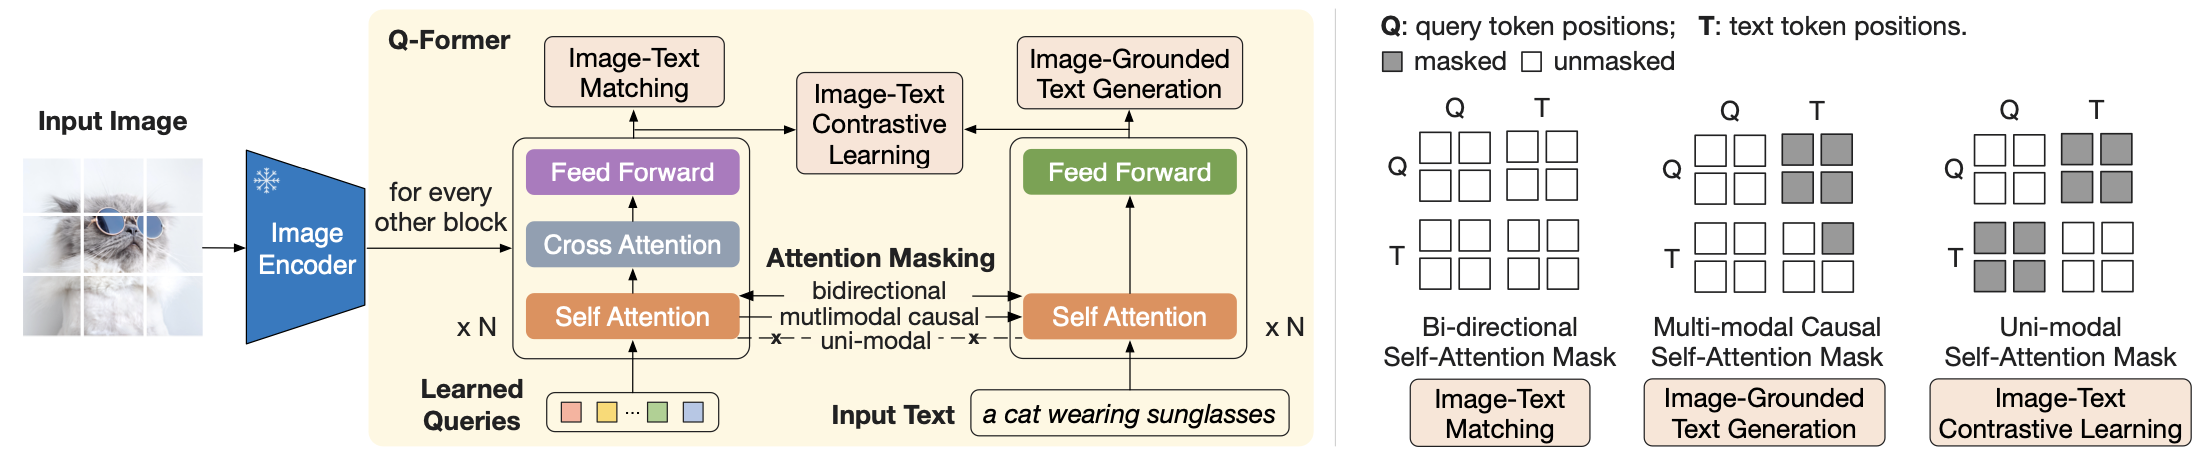 Input Image
Image
Encoder
for every
other block
Q-Former
Image-Text
Matching
Image-Text
Contrastive
Learning
Image-Grounded
Text Generation
Feed Forward
Cross Attention
Self Attention
x N
Feed Forward
Self Attention
x N
Attention Masking
bidirectional
mutlimodal causal
x uni-modal x
Learned
Queries
...
Input Text
a cat wearing sunglasses
Q: query token positions; T: text token positions.
masked unmasked
Q T
Q
T
Bi-directional
Self-Attention Mask
Image-Text
Matching
Q T
Q
T
Multi-modal Causal
Self-Attention Mask
Image-Grounded
Text Generation
Q T
Q
T
Uni-modal
Self-Attention Mask
Image-Text
Contrastive Learning